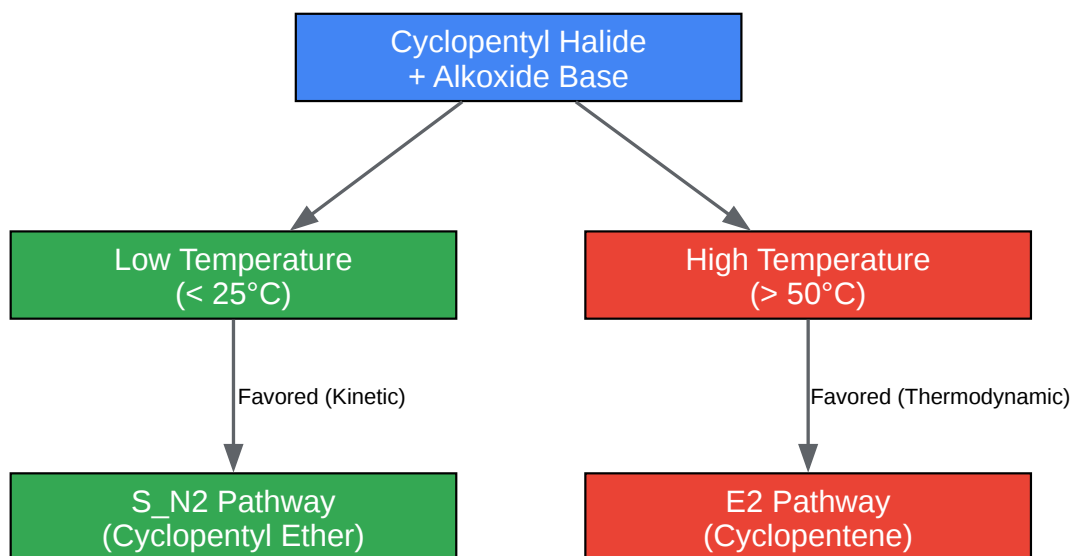 Cyclopentyl Halide
+ Alkoxide Base
Low Temperature
(< 25°C)
High Temperature
(> 50°C)
Favored (Kinetic)
Favored (Thermodynamic)
S_N2 Pathway
(Cyclopentyl Ether)
E2 Pathway
(Cyclopentene)